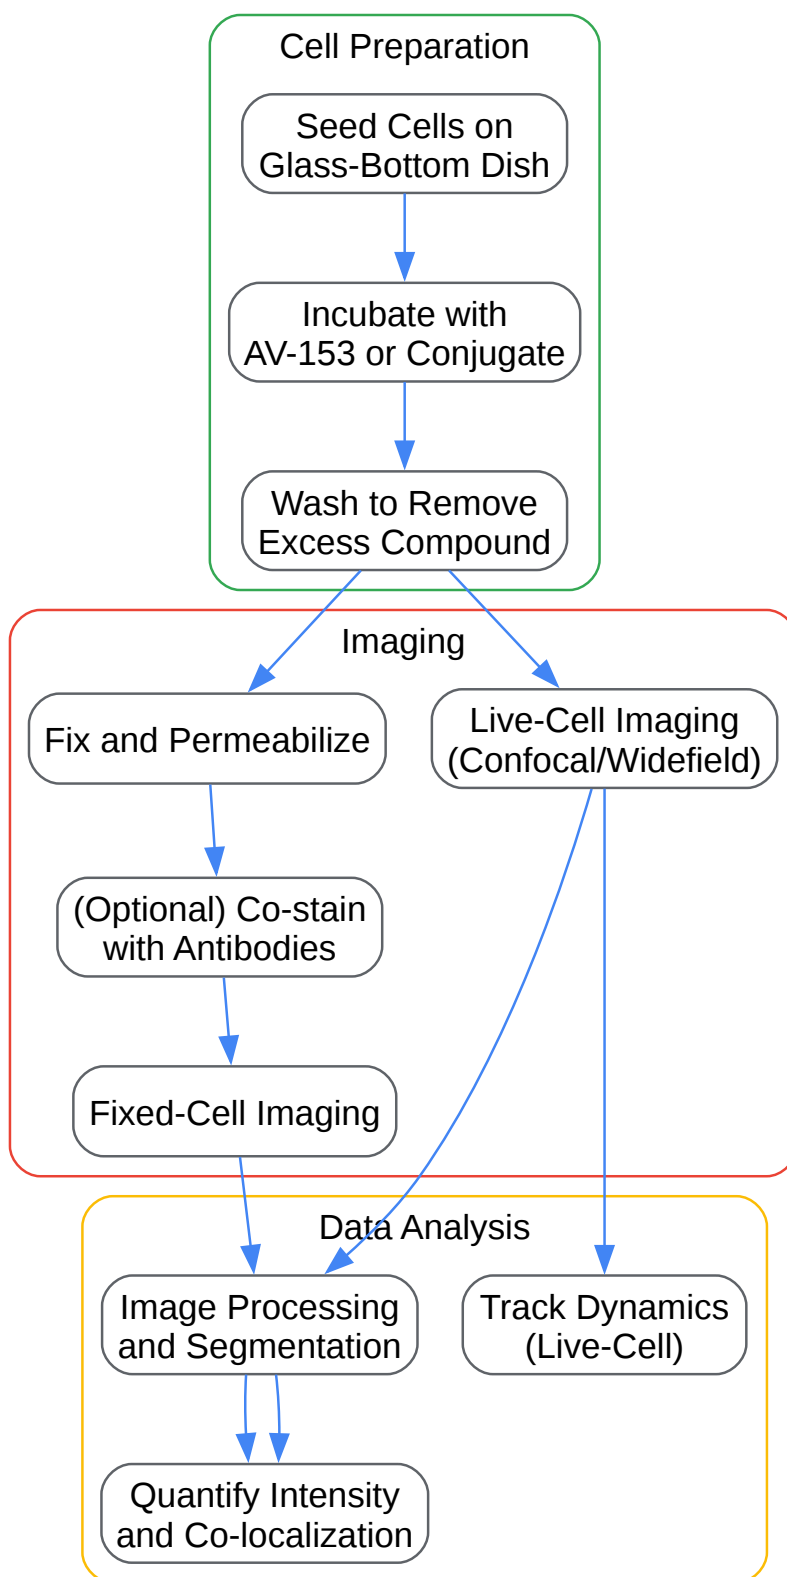 Cell Preparation
Seed Cells on
Glass-Bottom Dish
Incubate with
AV-153 or Conjugate
Wash to Remove
Excess Compound
Imaging
Fix and Permeabilize
Live-Cell Imaging
(Confocal/Widefield)
(Optional) Co-stain
with Antibodies
Fixed-Cell Imaging
Data Analysis
Image Processing
and Segmentation
Track Dynamics
(Live-Cell)
Quantify Intensity
and Co-localization